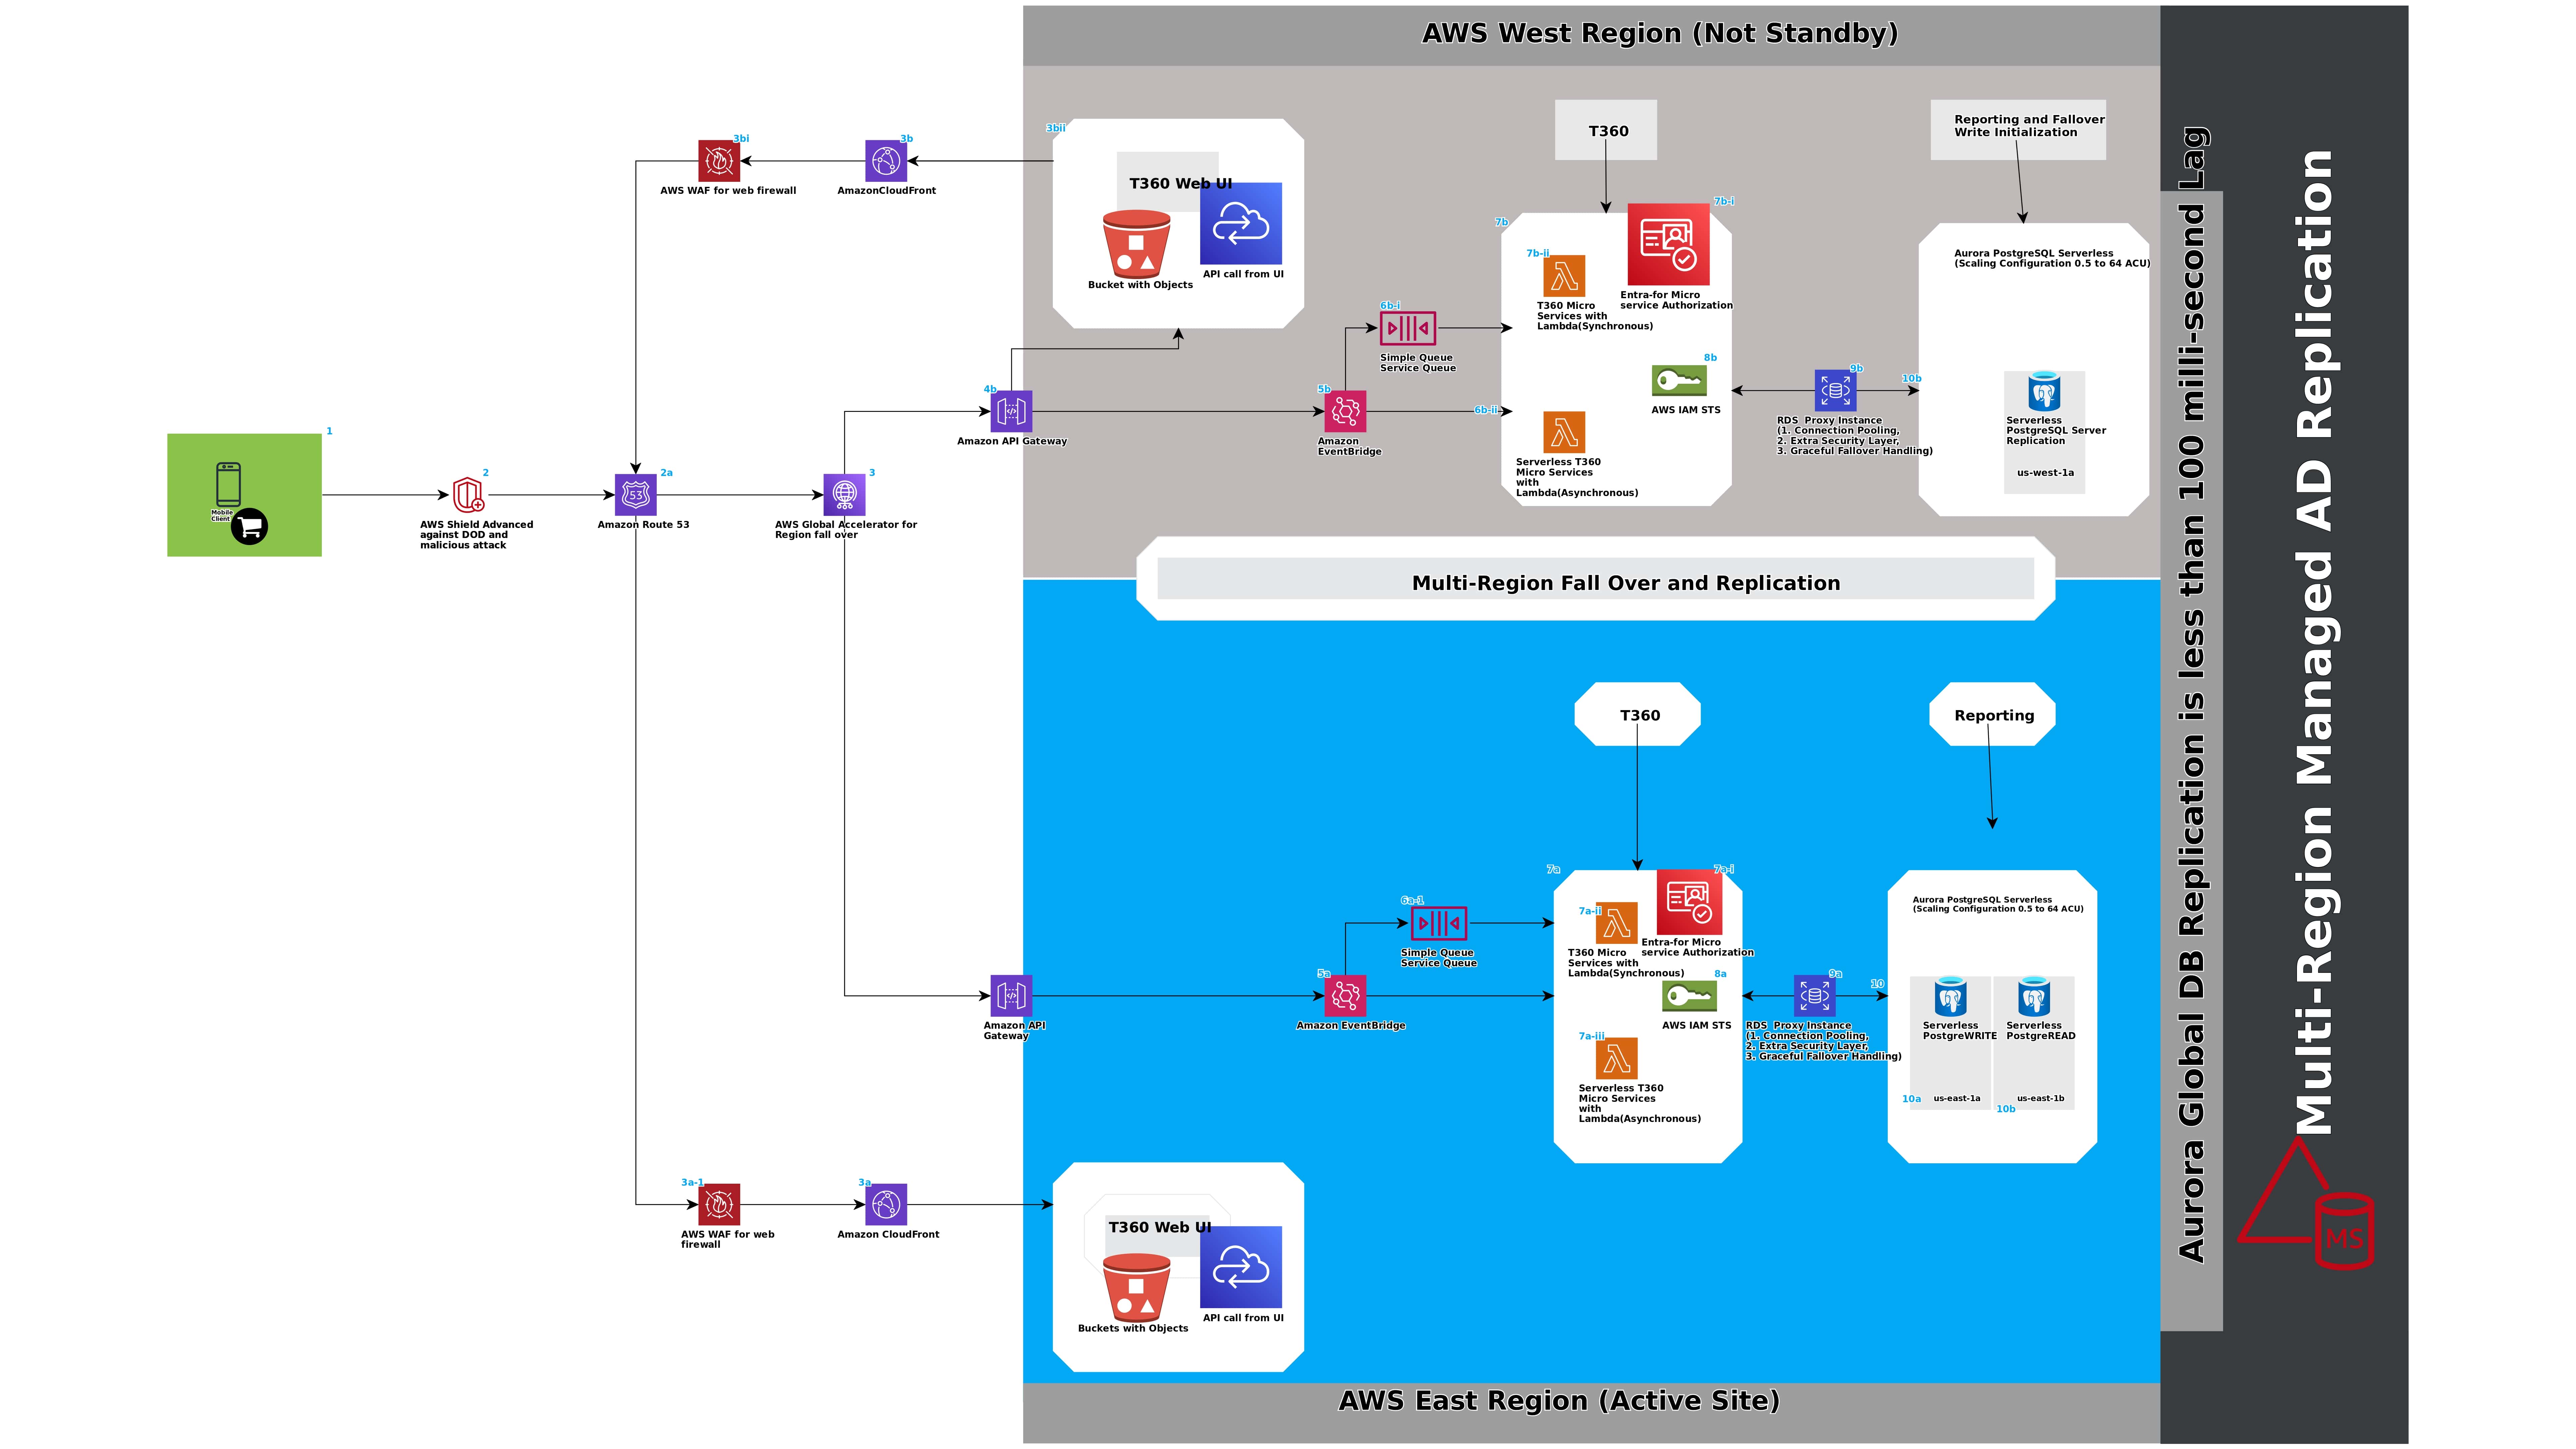 AWS West Region (Not Standby)
3bi
AWS WAF for web firewall
3b
AmazonCloudFront
3bii
T360 Web UI
Bucket with Objects
API call from UI
T360
Reporting and Fallover
Write Initialization
7b
7b-i
7b-ii
T360 Micro
Services with
Lambda(Synchronous)
Entra-for Micro
service Authorization
8b
AWS IAM STS
Serverless T360
Micro Services
with
Lambda(Asynchronous)
6b-i
Simple Queue
Service Queue
6b-ii
4b
Amazon API Gateway
5b
Amazon
EventBridge
9b
RDS Proxy Instance
(1. Connection Pooling,
2. Extra Security Layer,
3. Graceful Fallover Handling)
10b
Aurora PostgreSQL Serverless
(Scaling Configuration 0.5 to 64 ACU)
Serverless
PostgreSQL Server
Replication
us-west-1a
1
Mobile
Client
2
AWS Shield Advanced
against DOD and
malicious attack
2a
53
Amazon Route 53
3
AWS Global Accelerator for
Region fall over
Multi-Region Fall Over and Replication
T360
Reporting
7a
7a-i
7a-ii
T360 Micro
Services with
Lambda(Synchronous)
Entra-for Micro
service Authorization
8a
AWS IAM STS
7a-iii
Serverless T360
Micro Services
with
Lambda(Asynchronous)
6a-1
Simple Queue
Service Queue
Amazon API
Gateway
5a
Amazon EventBridge
9a
RDS Proxy Instance
(1. Connection Pooling,
2. Extra Security Layer,
3. Graceful Fallover Handling)
10
Aurora PostgreSQL Serverless
(Scaling Configuration 0.5 to 64 ACU)
Serverless
PostgreWRITE
Serverless
PostgreREAD
10a
us-east-1a
10b
us-east-1b
3a-1
AWS WAF for web
firewall
3a
Amazon CloudFront
T360 Web UI
Buckets with Objects
API call from UI
AWS East Region (Active Site)
Aurora Global DB Replication is less than 100 milli-second Lag
Multi-Region Managed AD Replication
MS